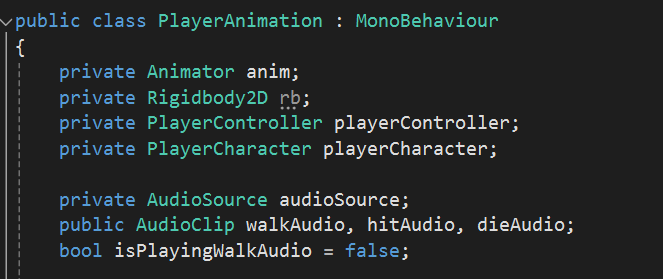 public class PlayerAnimation : MonoBehaviour
{
private Animator anim;
private Rigidbody2D rb;
private PlayerController playerController;
private PlayerCharacter playerCharacter;
private AudioSource audioSource;
public AudioClip walkAudio, hitAudio, dieAudio;
bool isPlayingWalkAudio = false;